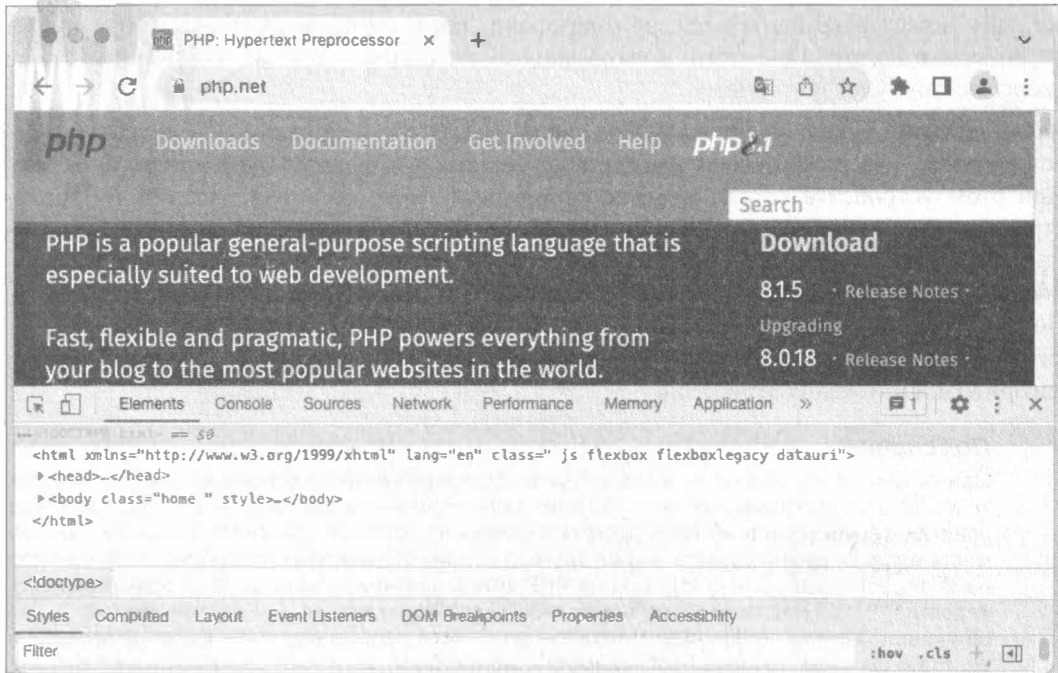 php PHP: Hypertext Preprocessor × +
php.net
php Downloads Documentation Get Involved Help php8.1
Search
PHP is a popular general-purpose scripting language that is
especially suited to web development.
Fast, flexible and pragmatic, PHP powers everything from
your blog to the most popular websites in the world.
Download
8.1.5 · Release Notes ·
Upgrading
8.0.18 · Release Notes ·
Elements Console Sources Network Performance Memory Application » 1
== $0
<html xmlns="http://www.w3.org/1999/xhtml" lang="en" class=" js flexbox flexboxlegacy datauri">
<head>…</head>
<body class="home " style>…</body>
</html>
<!doctype>
Styles Computed Layout Event Listeners DOM Breakpoints Properties Accessibility
Filter :hov .cls +